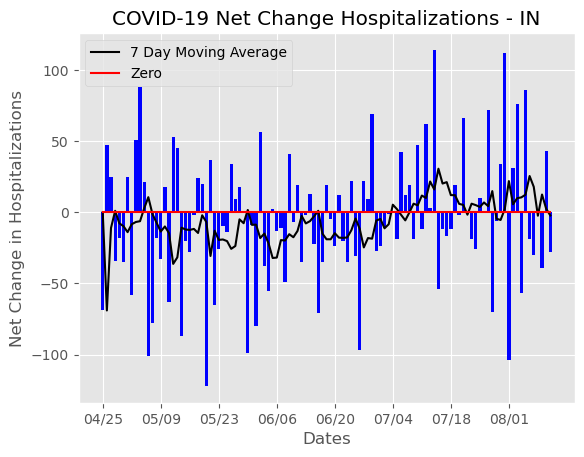 COVID-19 Net Change Hospitalizations - IN
7 Day Moving Average
Zero
Net Change in Hospitalizations
100
50
0
−50
−100
04/25 05/09 05/23 06/06 06/20 07/04 07/18 08/01
Dates